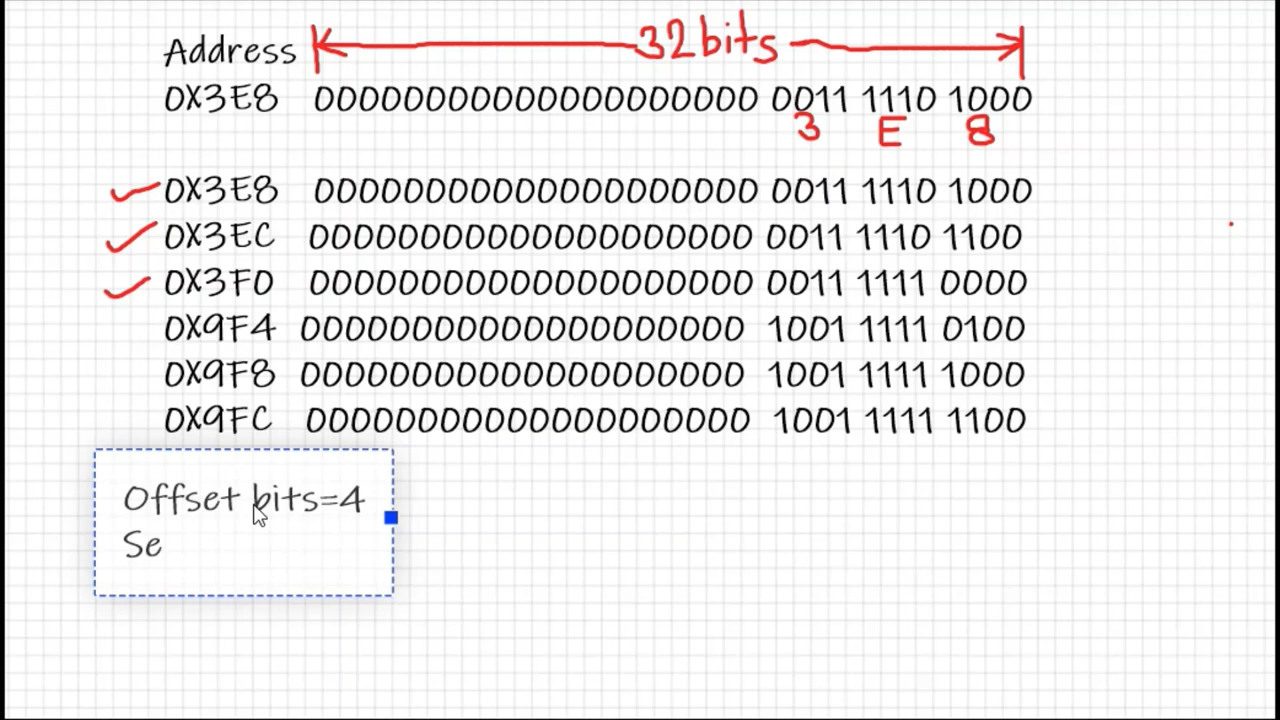 Address 32bits
0X3E8 00000000000000000000 0011 1110 1000
3 E 8
0X3E8 00000000000000000000 0011 1110 1000
0X3EC 00000000000000000000 0011 1110 1100
0X3F0 00000000000000000000 0011 1111 0000
0X9F4 00000000000000000000 1001 1111 0100
0X9F8 00000000000000000000 1001 1111 1000
0X9FC 00000000000000000000 1001 1111 1100
Offset bits=4
Se